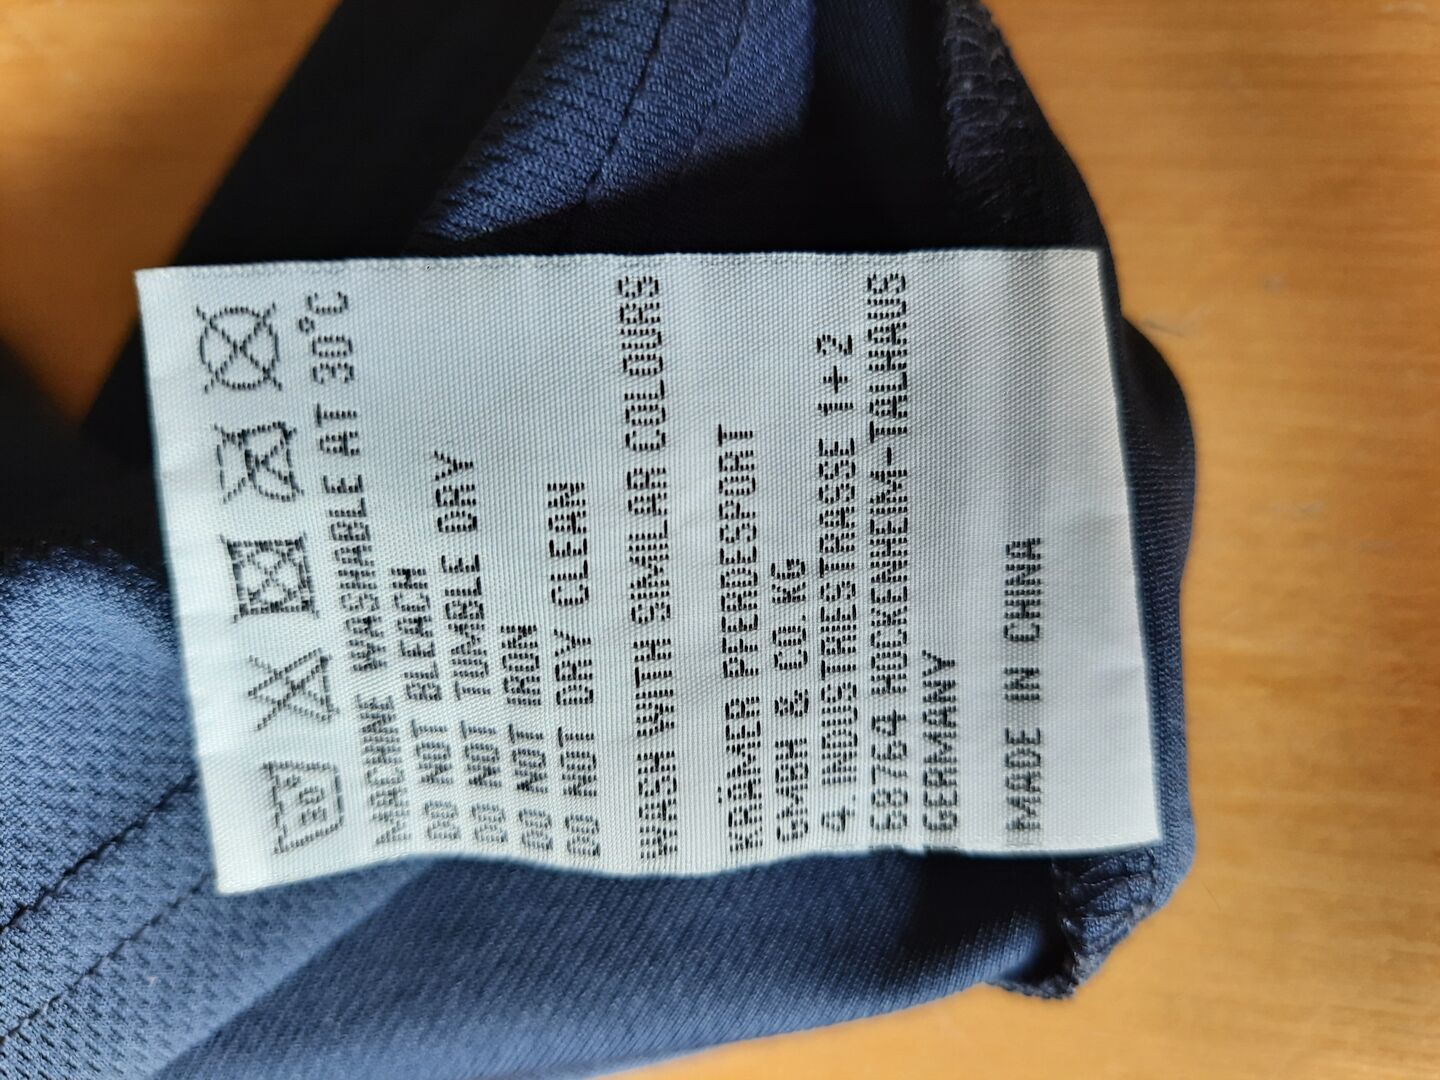 30
MACHINE WASHABLE AT 30°C
DO NOT BLEACH
DO NOT TUMBLE DRY
DO NOT IRON
DO NOT DRY CLEAN
WASH WITH SIMILAR COLOURS
KRÄMER PFERDESPORT
GMBH & CO KG
4. INDUSTRIESTRASSE 1+2
68764 HOCKENHEIM-TALHAUS
GERMANY
MADE IN CHINA